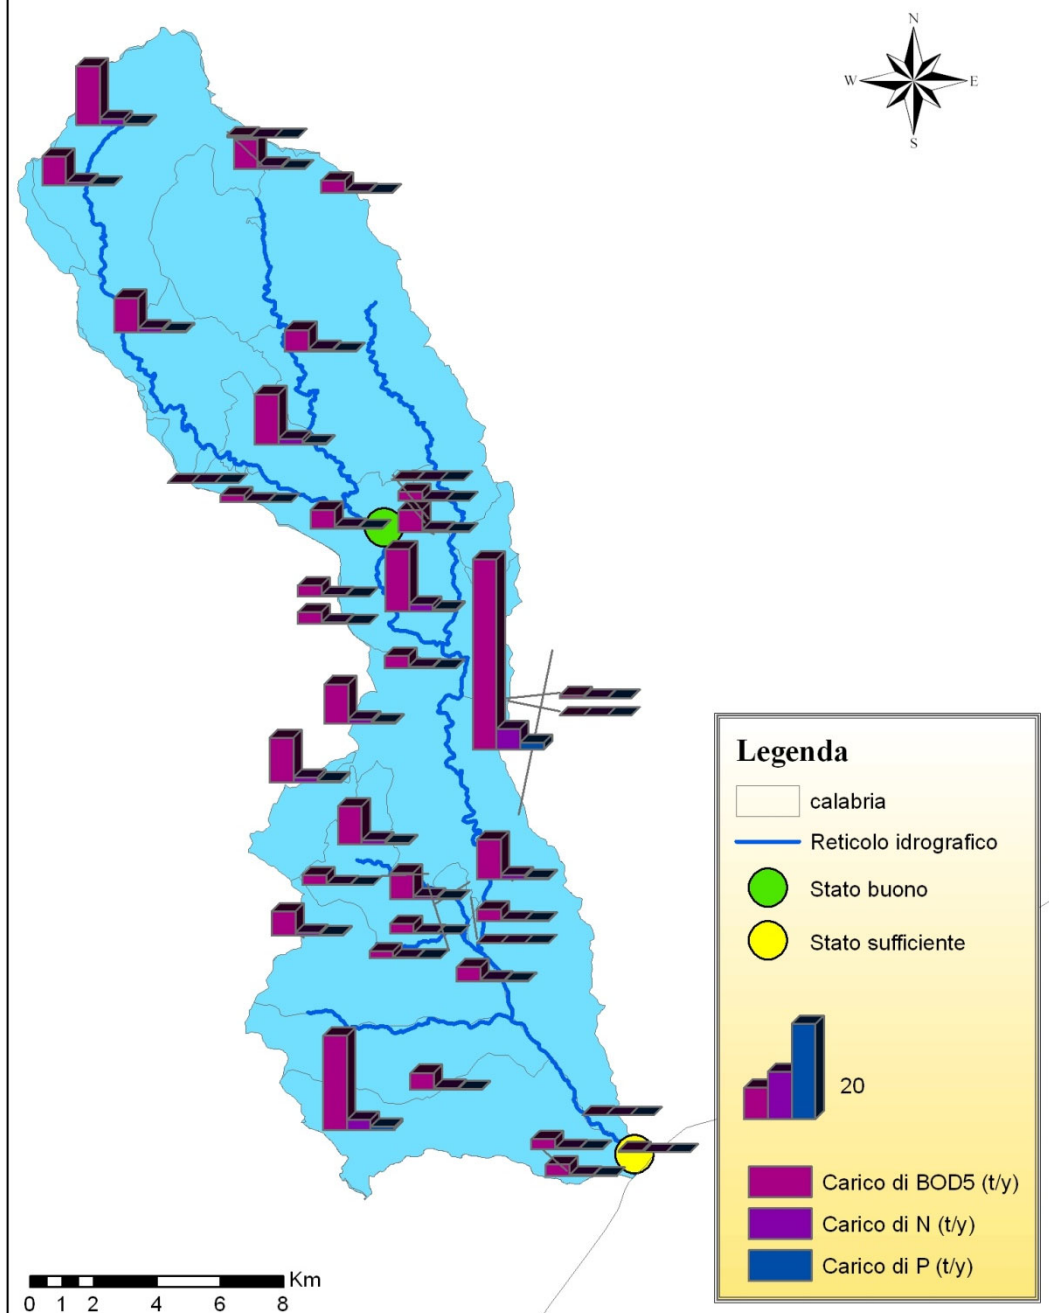 N
W E
S
Legenda
calabria
Reticolo idrografico
Stato buono
Stato sufficiente
20
Carico di BOD5 (t/y)
Carico di N (t/y)
Carico di P (t/y)
Km
0 1 2 4 6 8